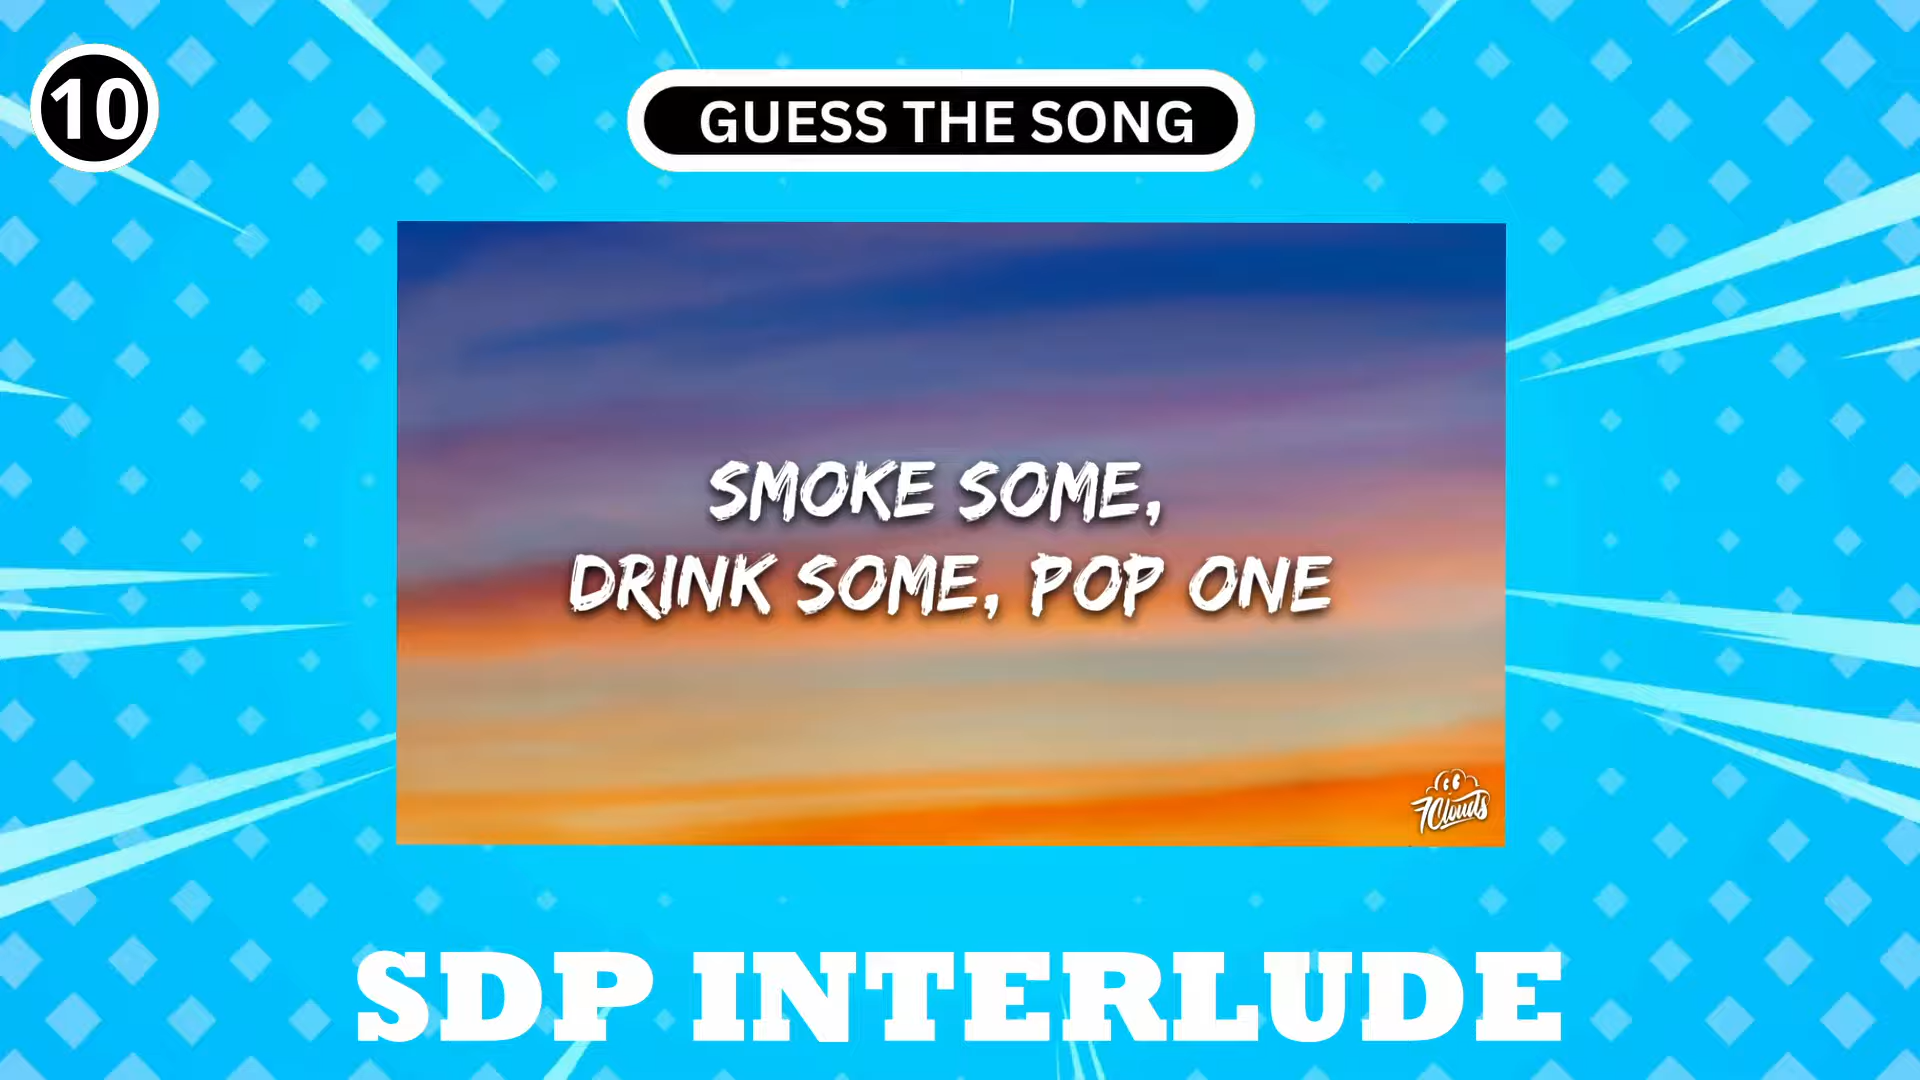 10
GUESS THE SONG
SMOKE SOME,
DRINK SOME, POP ONE
7Clouds
SDP INTERLUDE